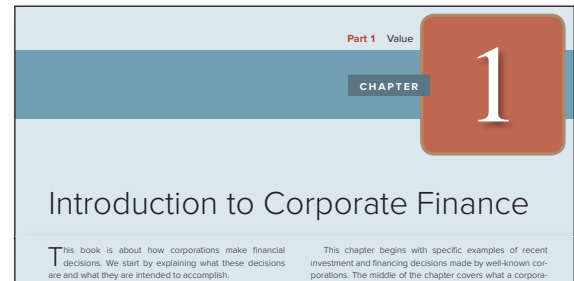 Part 1 Value
CHAPTER
1
Introduction to Corporate Finance
This book is about how corporations make financial
decisions. We start by explaining what these decisions
are and what they are intended to accomplish.
This chapter begins with specific examples of recent
investment and financing decisions made by well-known cor-
porations. The middle of the chapter covers what a corpora-